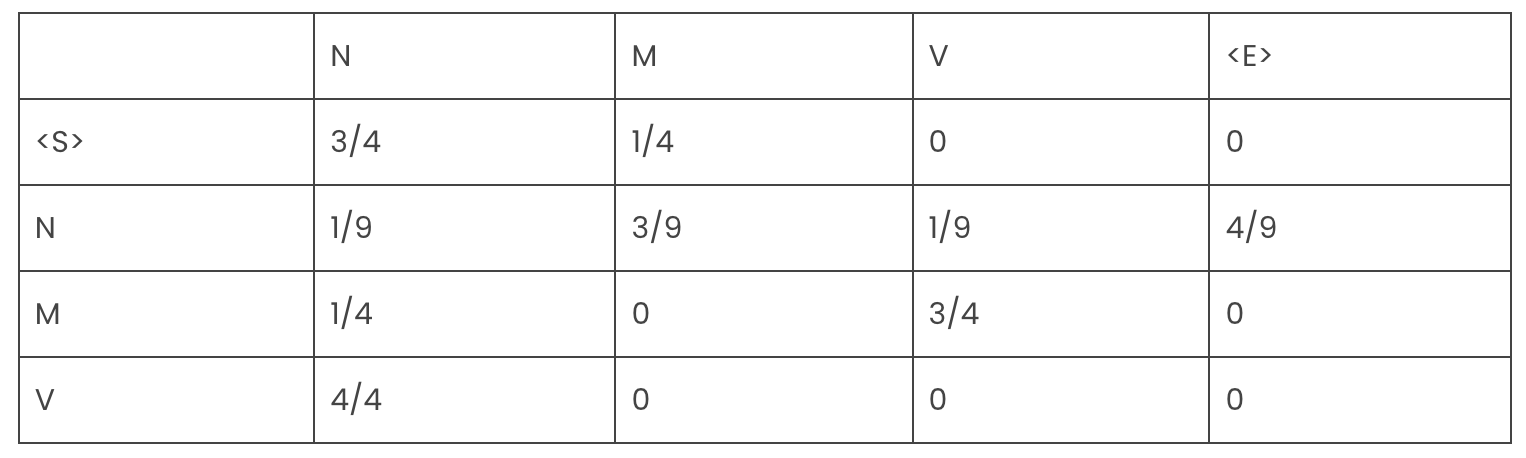 N M V <E>
<S> 3/4 1/4 0 0
N 1/9 3/9 1/9 4/9
M 1/4 0 3/4 0
V 4/4 0 0 0